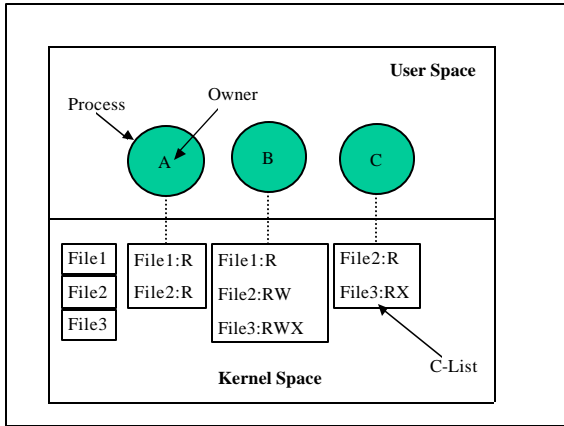 User Space
Owner
Process
A
B
C
File1
File2
File3
File1:R
File2:R
File1:R
File2:RW
File3:RWX
File2:R
File3:RX
C-List
Kernel Space